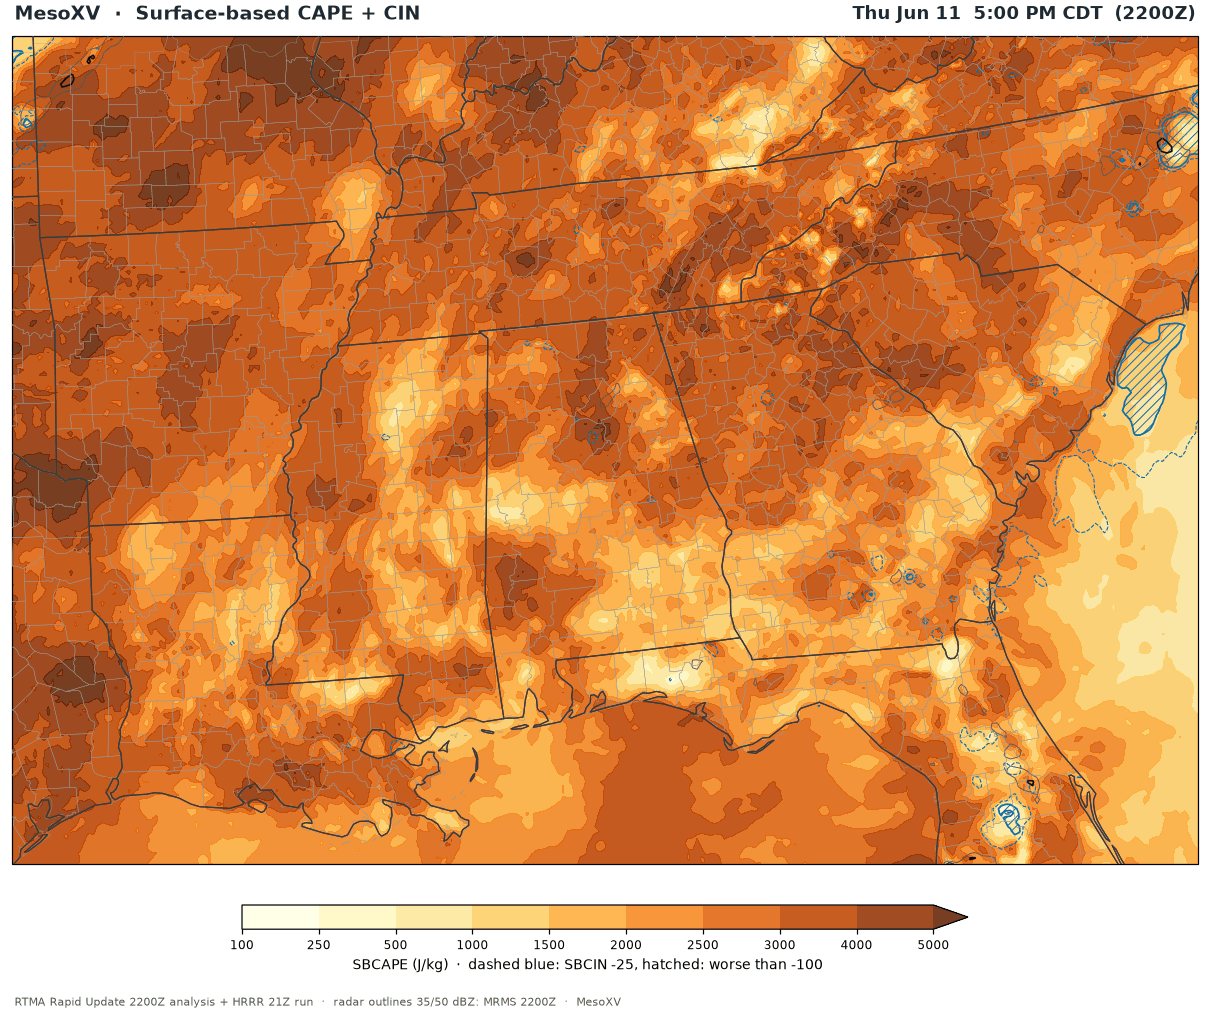 MesoXV · Surface-based CAPE + CIN
Thu Jun 11 5:00 PM CDT (2200Z)
100 250 500 1000 1500 2000 2500 3000 4000 5000
SBCAPE (J/kg) · dashed blue: SBCIN -25, hatched: worse than -100
RTMA Rapid Update 2200Z analysis + HRRR 21Z run · radar outlines 35/50 dBZ: MRMS 2200Z · MesoXV